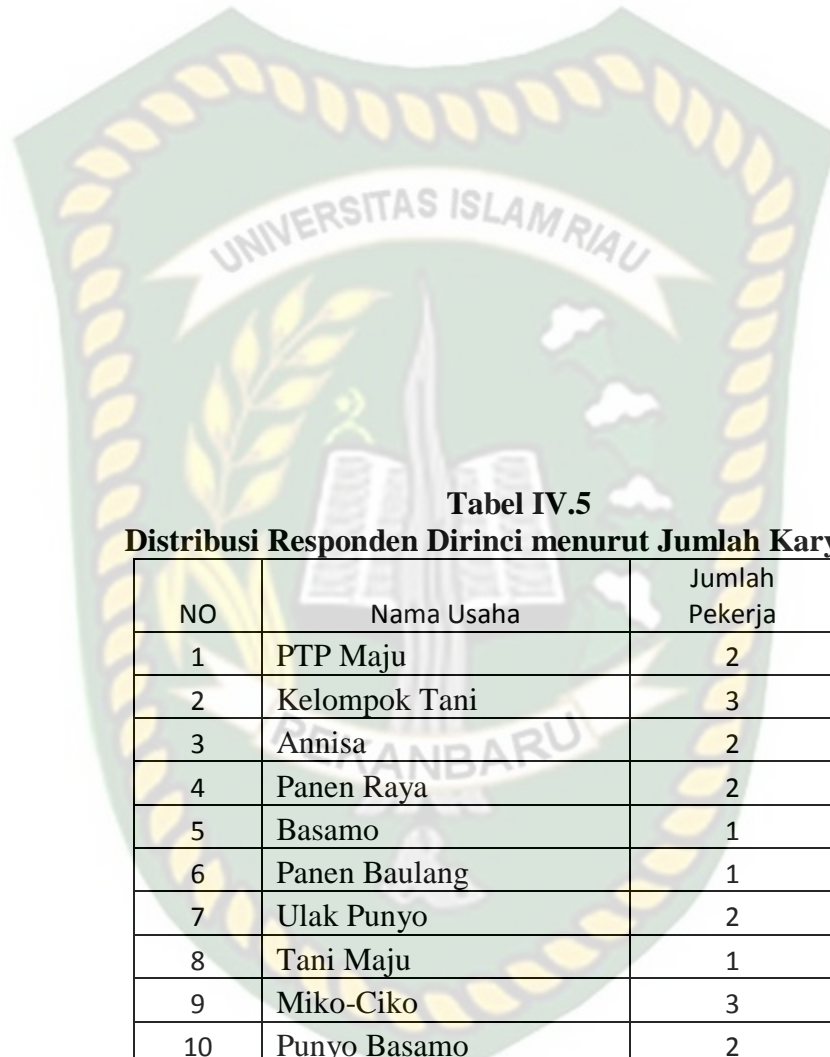 UNIVERSITAS ISLAM RIAU
Tabel IV.5
Distribusi Responden Dirinci menurut Jumlah Kary
NO Nama Usaha Jumlah Pekerja
1 PTP Maju 2
2 Kelompok Tani 3
3 Annisa 2
4 Panen Raya 2
5 Basamo 1
6 Panen Baulang 1
7 Ulak Punyo 2
8 Tani Maju 1
9 Miko-Ciko 3
10 Punyo Basamo 2
PEKANBARU